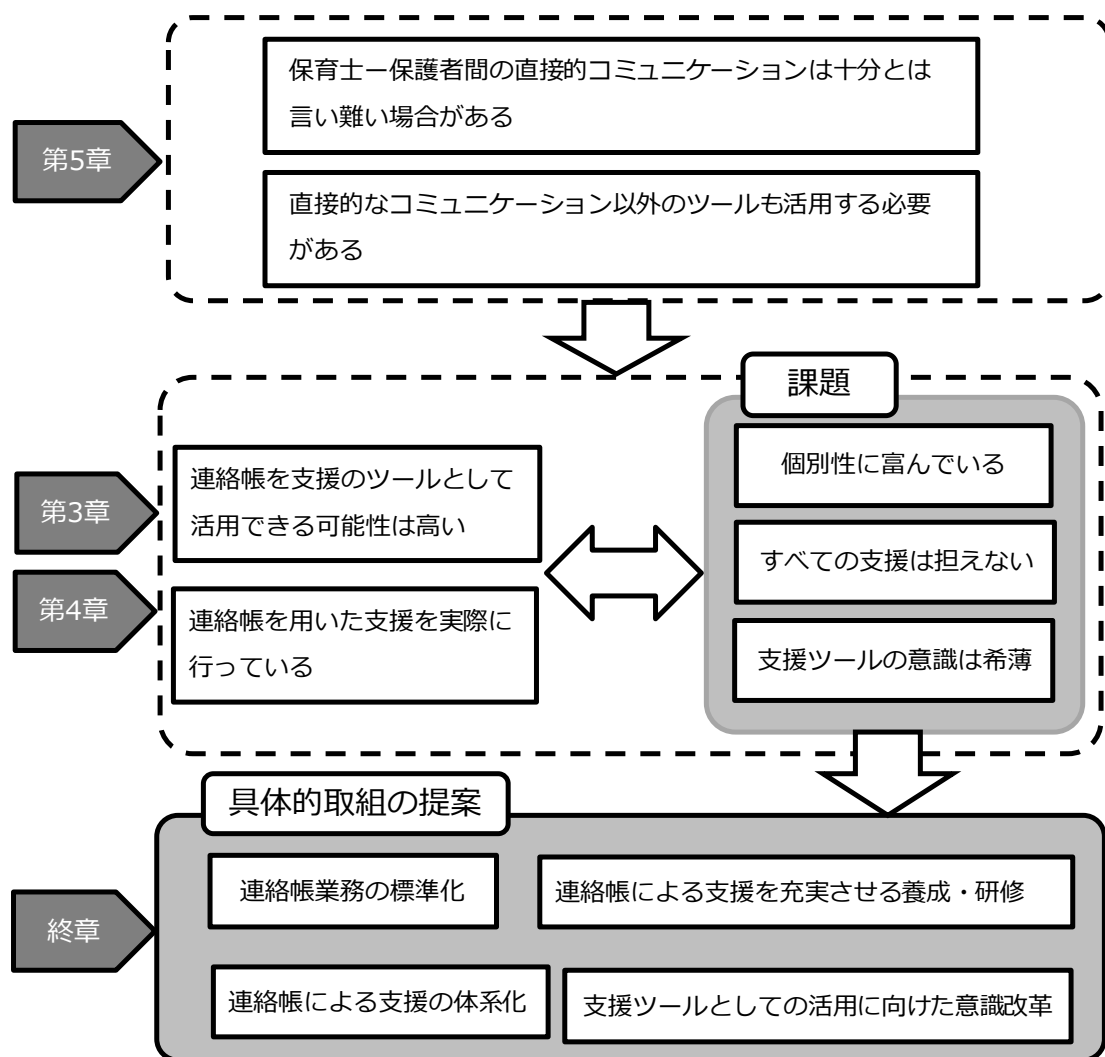 第5章
保育士ー保護者間の直接的コミュニケーションは十分とは
言い難い場合がある
直接的なコミュニケーション以外のツールも活用する必要
がある
課題
第3章
連絡帳を支援のツールとして
活用できる可能性は高い
第4章
連絡帳を用いた支援を実際に
行っている
個別性に富んでいる
すべての支援は担えない
支援ツールの意識は希薄
具体的取組の提案
終章
連絡帳業務の標準化
連絡帳による支援を充実させる養成・研修
連絡帳による支援の体系化
支援ツールとしての活用に向けた意識改革